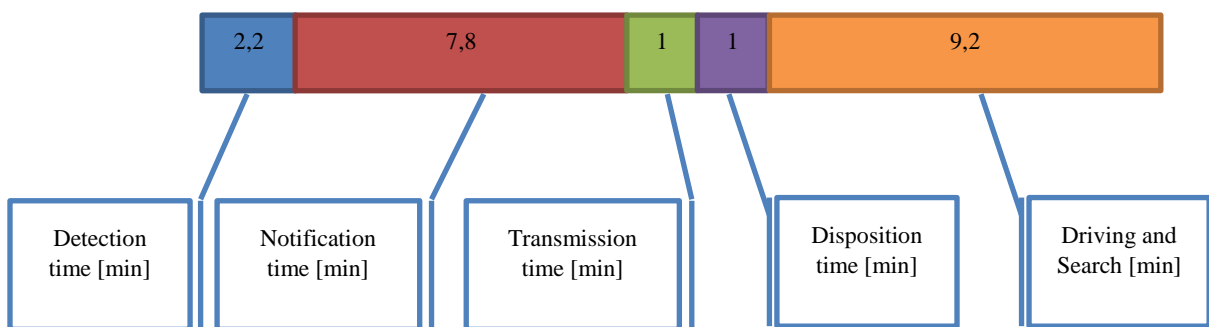 2,2
7,8
1
1
9,2
Detection
time [min]
Notification
time [min]
Transmission
time [min]
Disposition
time [min]
Driving and
Search [min]